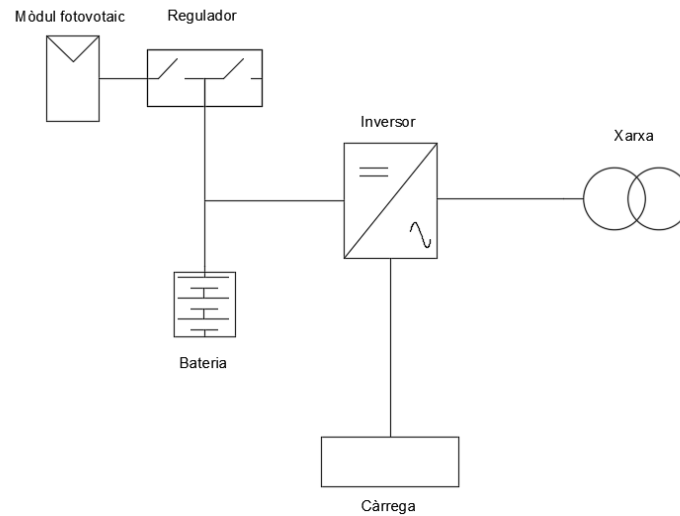 Mòdul fotovotaic
Regulador
Inversor
Xarxa
Bateria
Càrrega